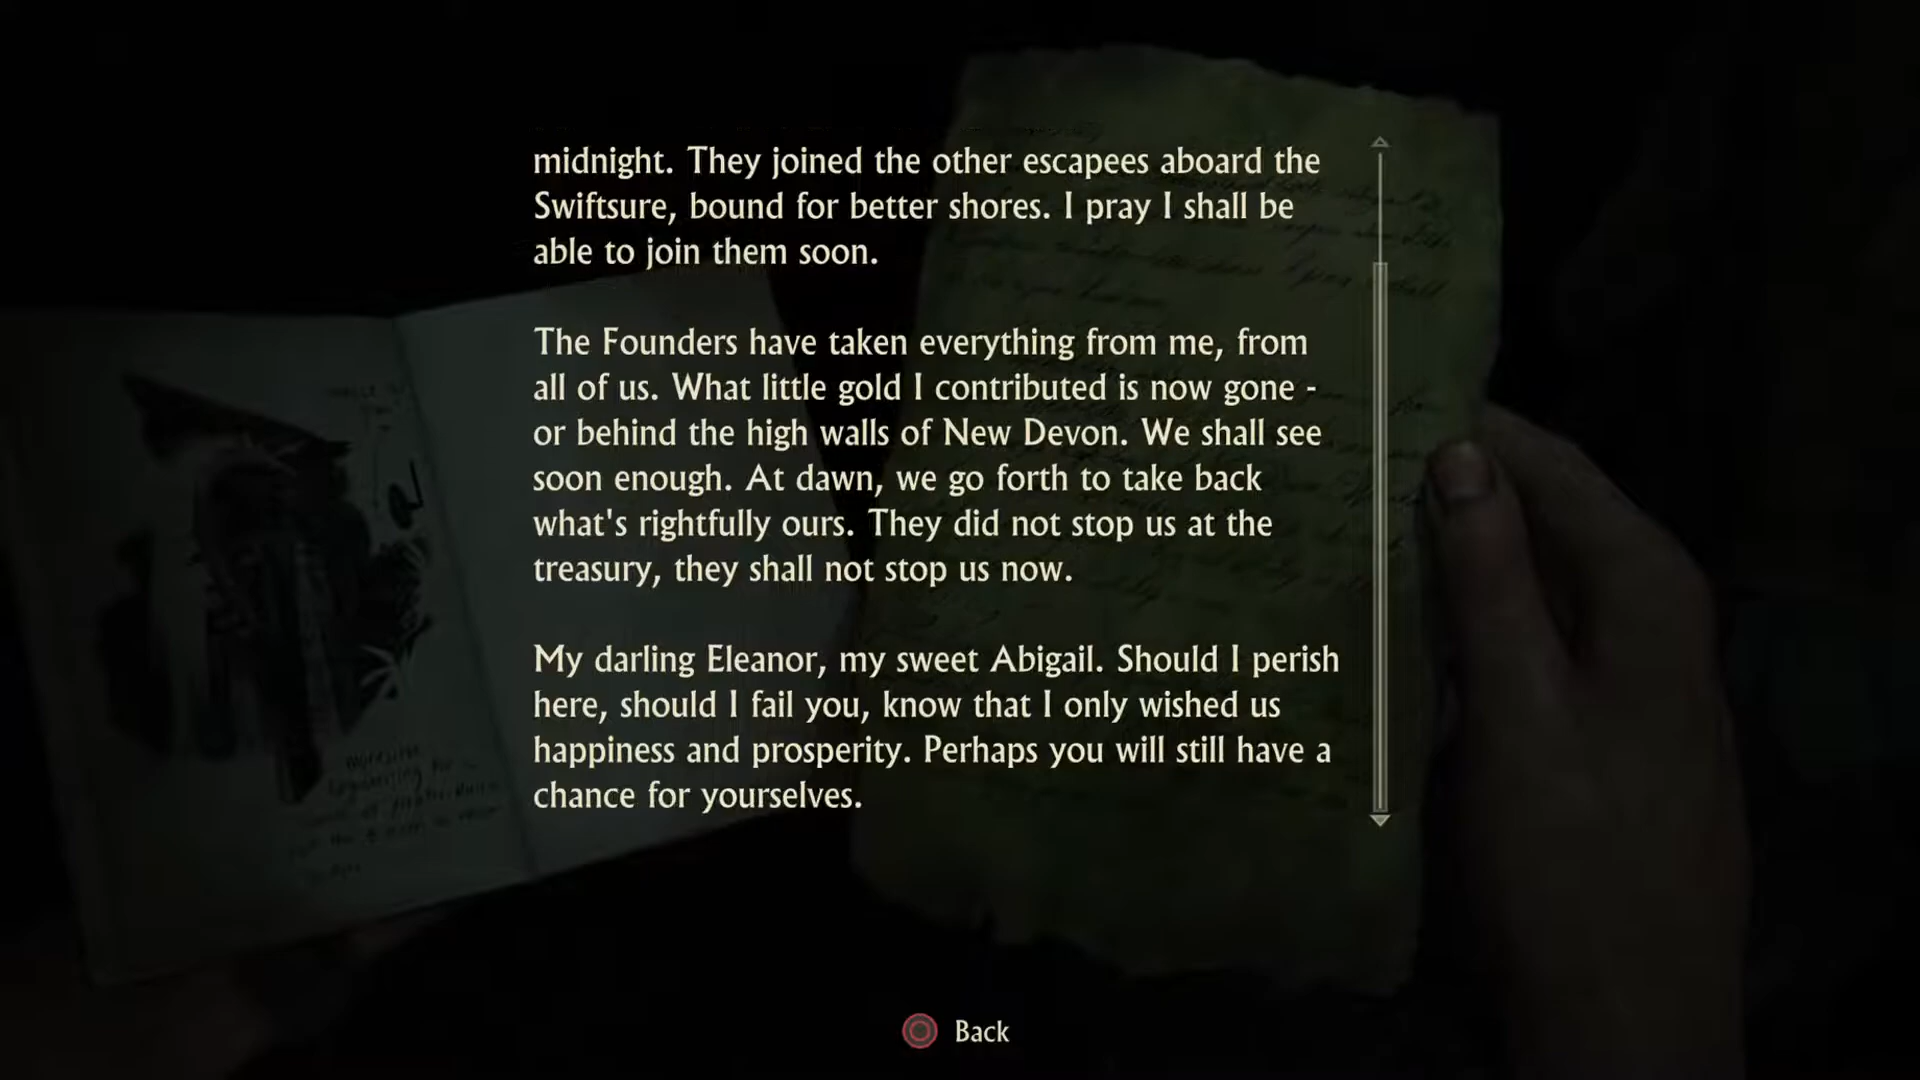 midnight. They joined the other escapees aboard the
Swiftsure, bound for better shores. I pray I shall be
able to join them soon.
The Founders have taken everything from me, from
all of us. What little gold I contributed is now gone -
or behind the high walls of New Devon. We shall see
soon enough. At dawn, we go forth to take back
what's rightfully ours. They did not stop us at the
treasury, they shall not stop us now.
My darling Eleanor, my sweet Abigail. Should I perish
here, should I fail you, know that I only wished us
happiness and prosperity. Perhaps you will still have a
chance for yourselves.
Back